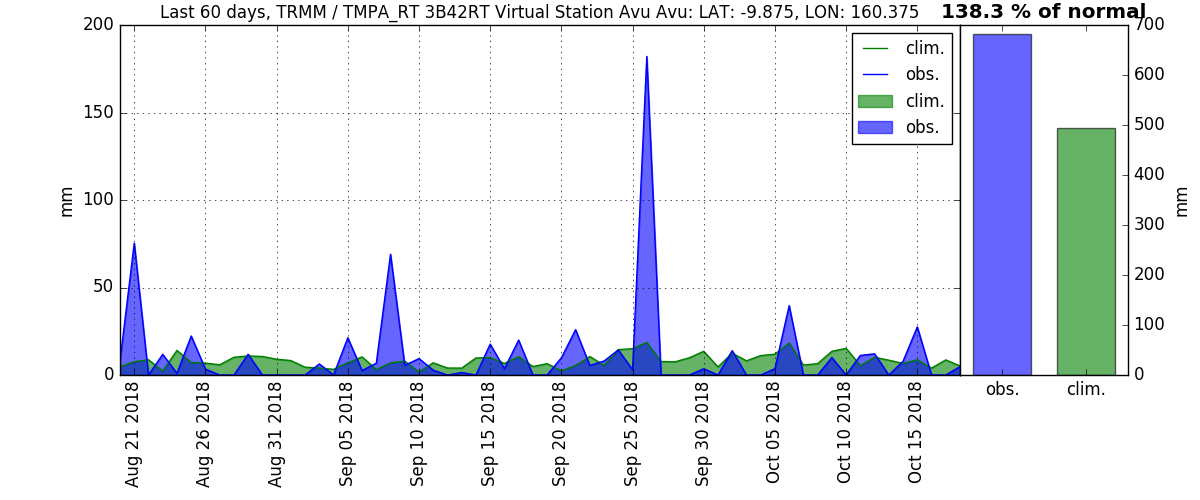 Last 60 days, TRMM / TMPA_RT 3B42RT Virtual Station Avu Avu: LAT: -9.875, LON: 160.375
138.3 % of normal
200
150
100
50
0
mm
clim.
obs.
clim.
obs.
Aug 21 2018
Aug 26 2018
Aug 31 2018
Sep 05 2018
Sep 10 2018
Sep 15 2018
Sep 20 2018
Sep 25 2018
Sep 30 2018
Oct 05 2018
Oct 10 2018
Oct 15 2018
700
600
500
400
300
200
100
0
mm
obs.
clim.